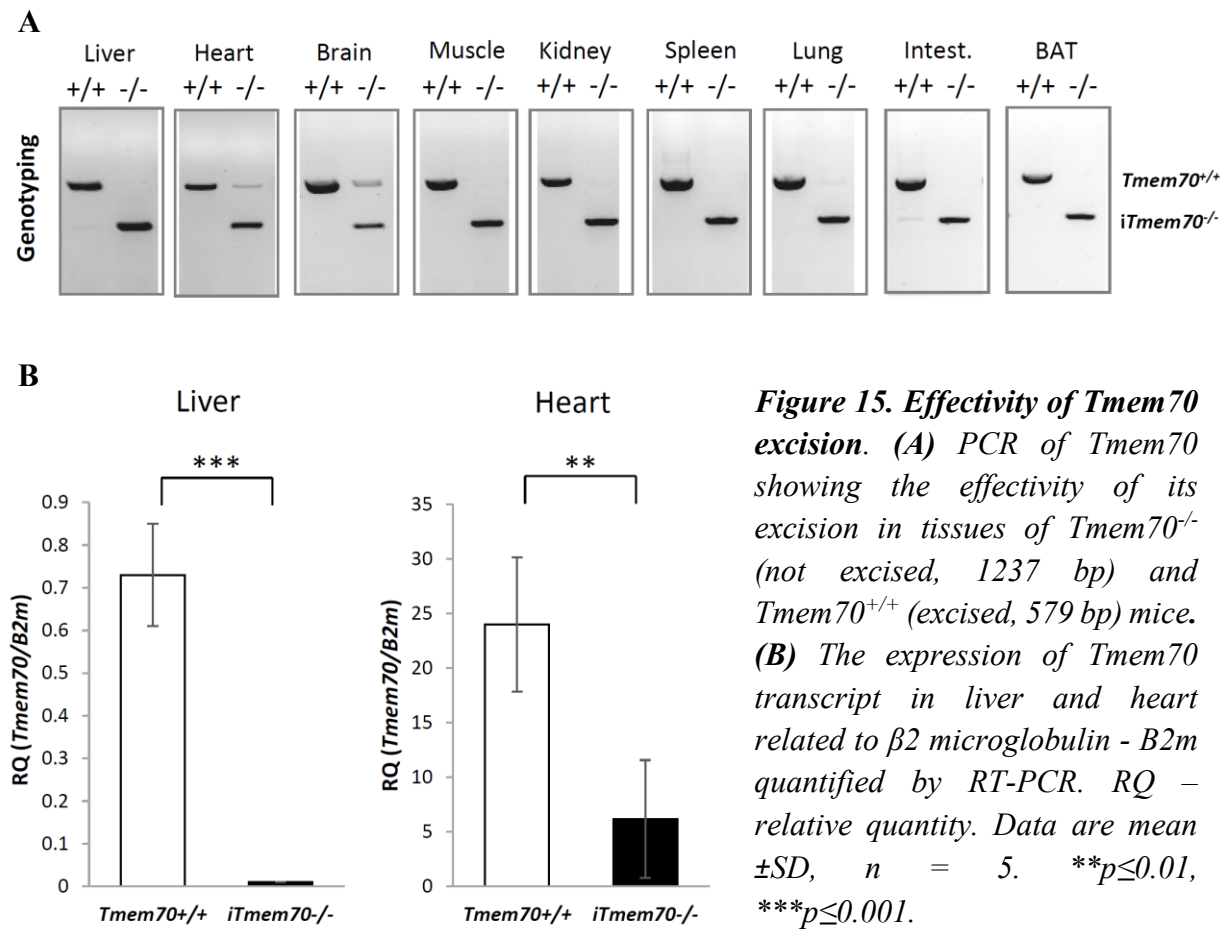 A
Liver Heart Brain Muscle Kidney Spleen Lung Intest. BAT
+/+ -/- +/+ -/- +/+ -/- +/+ -/- +/+ -/- +/+ -/- +/+ -/- +/+ -/- +/+ -/-
Genotyping
Tmem70+/+
iTmem70-/-
B
Liver
***
RQ (Tmem70/B2m)
0.9
0.8
0.7
0.6
0.5
0.4
0.3
0.2
0.1
0
Tmem70+/+ iTmem70-/-
Heart
**
RQ (Tmem70/B2m)
35
30
25
20
15
10
5
0
Tmem70+/+ iTmem70-/-
Figure 15. Effectivity of Tmem70
excision. (A) PCR of Tmem70
showing the effectivity of its
excision in tissues of Tmem70-/-
(not excised, 1237 bp) and
Tmem70+/+ (excised, 579 bp) mice.
(B) The expression of Tmem70
transcript in liver and heart
related to β2 microglobulin - B2m
quantified by RT-PCR. RQ –
relative quantity. Data are mean
±SD, n = 5. **p≤0.01,
***p≤0.001.